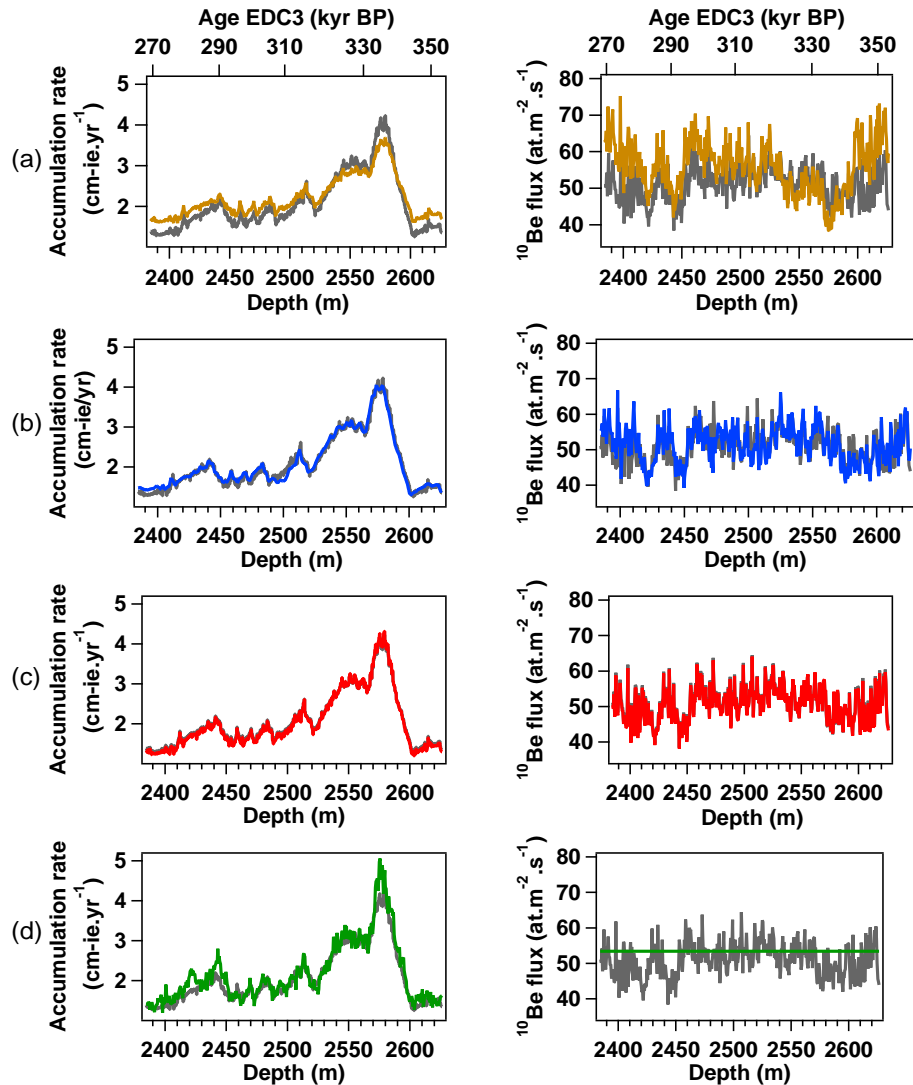 Age EDC3 (kyr BP)
270 290 310 330 350
Age EDC3 (kyr BP)
270 290 310 330 350
(a)
Accumulation rate
(cm-ie.yr⁻¹)
5
4
3
2
2400 2450 2500 2550 2600
Depth (m)
¹⁰Be flux (at.m⁻².s⁻¹)
80
70
60
50
40
2400 2450 2500 2550 2600
Depth (m)
(b)
Accumulation rate
(cm-ie/yr)
5
4
3
2
2400 2450 2500 2550 2600
Depth (m)
¹⁰Be flux (at.m⁻².s⁻¹)
80
70
60
50
40
2400 2450 2500 2550 2600
Depth (m)
(c)
Accumulation rate
(cm-ie.yr⁻¹)
5
4
3
2
2400 2450 2500 2550 2600
Depth (m)
¹⁰Be flux (at.m⁻².s⁻¹)
80
70
60
50
40
2400 2450 2500 2550 2600
Depth (m)
(d)
Accumulation rate
(cm-ie.yr⁻¹)
5
4
3
2
2400 2450 2500 2550 2600
Depth (m)
¹⁰Be flux (at.m⁻².s⁻¹)
80
70
60
50
40
2400 2450 2500 2550 2600
Depth (m)